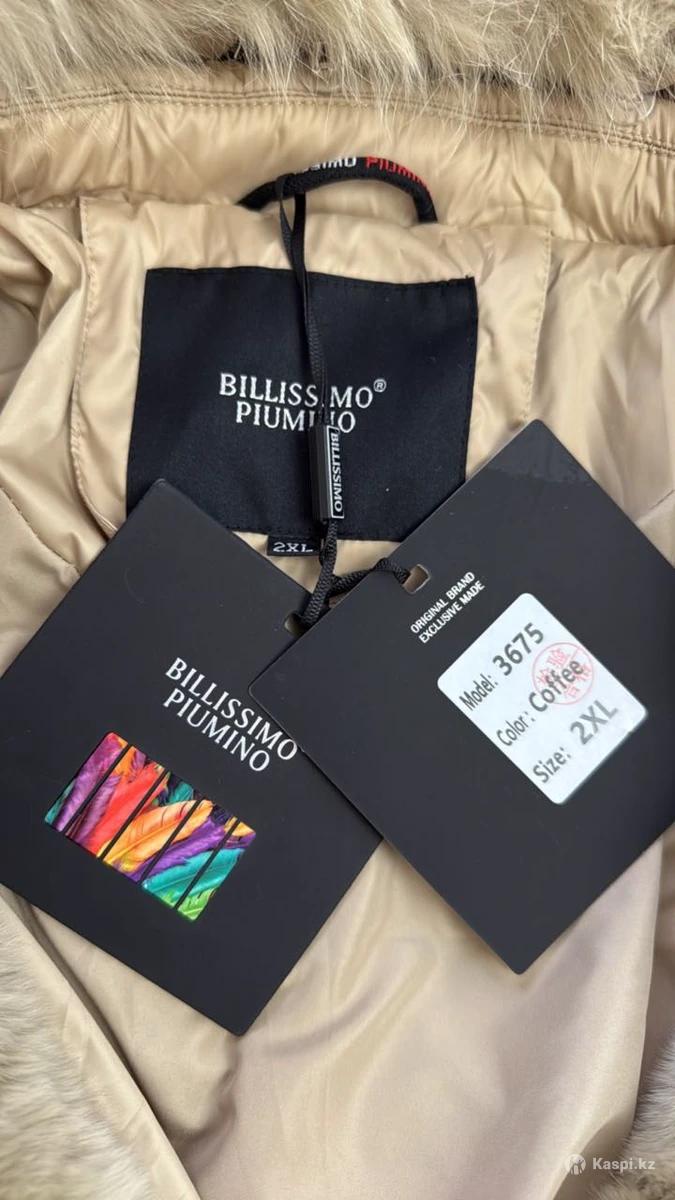 PIUMINO
BILLISSIMO®
PIUMINO
BILLISSIMO
2XL
ORIGINAL BRAND
EXCLUSIVE MADE
Model: 3675
Color: Coffee
Size: 2XL
BILLISSIMO
PIUMINO
Kaspi.kz